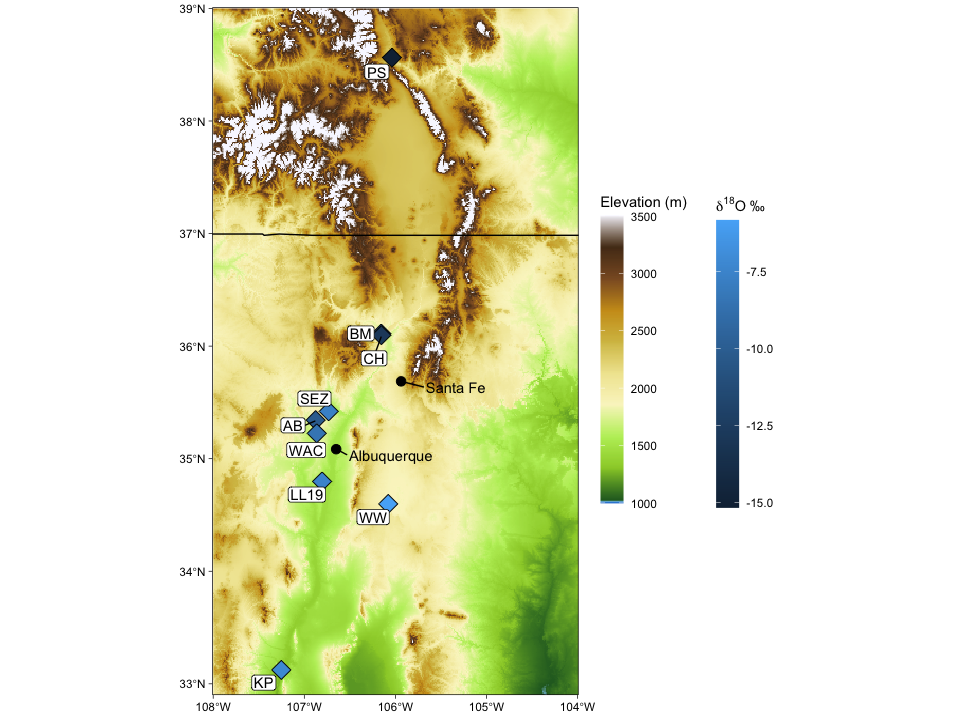 39°N
38°N
37°N
36°N
35°N
34°N
33°N
108°W
107°W
106°W
105°W
104°W
PS
BM
CH
Santa Fe
SEZ
AB
WAC
Albuquerque
LL19
WW
KP
Elevation (m)
3500
3000
2500
2000
1500
1000
δ¹⁸O ‰
-7.5
-10.0
-12.5
-15.0